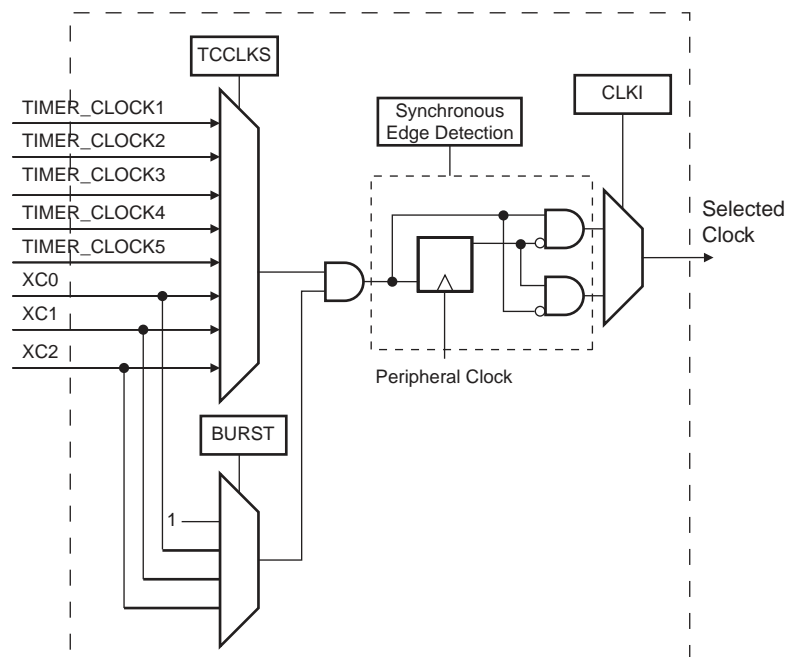 TCCLKS
TIMER_CLOCK1
TIMER_CLOCK2
TIMER_CLOCK3
TIMER_CLOCK4
TIMER_CLOCK5
XC0
XC1
XC2
Synchronous
Edge Detection
CLKI
Selected
Clock
Peripheral Clock
BURST
1